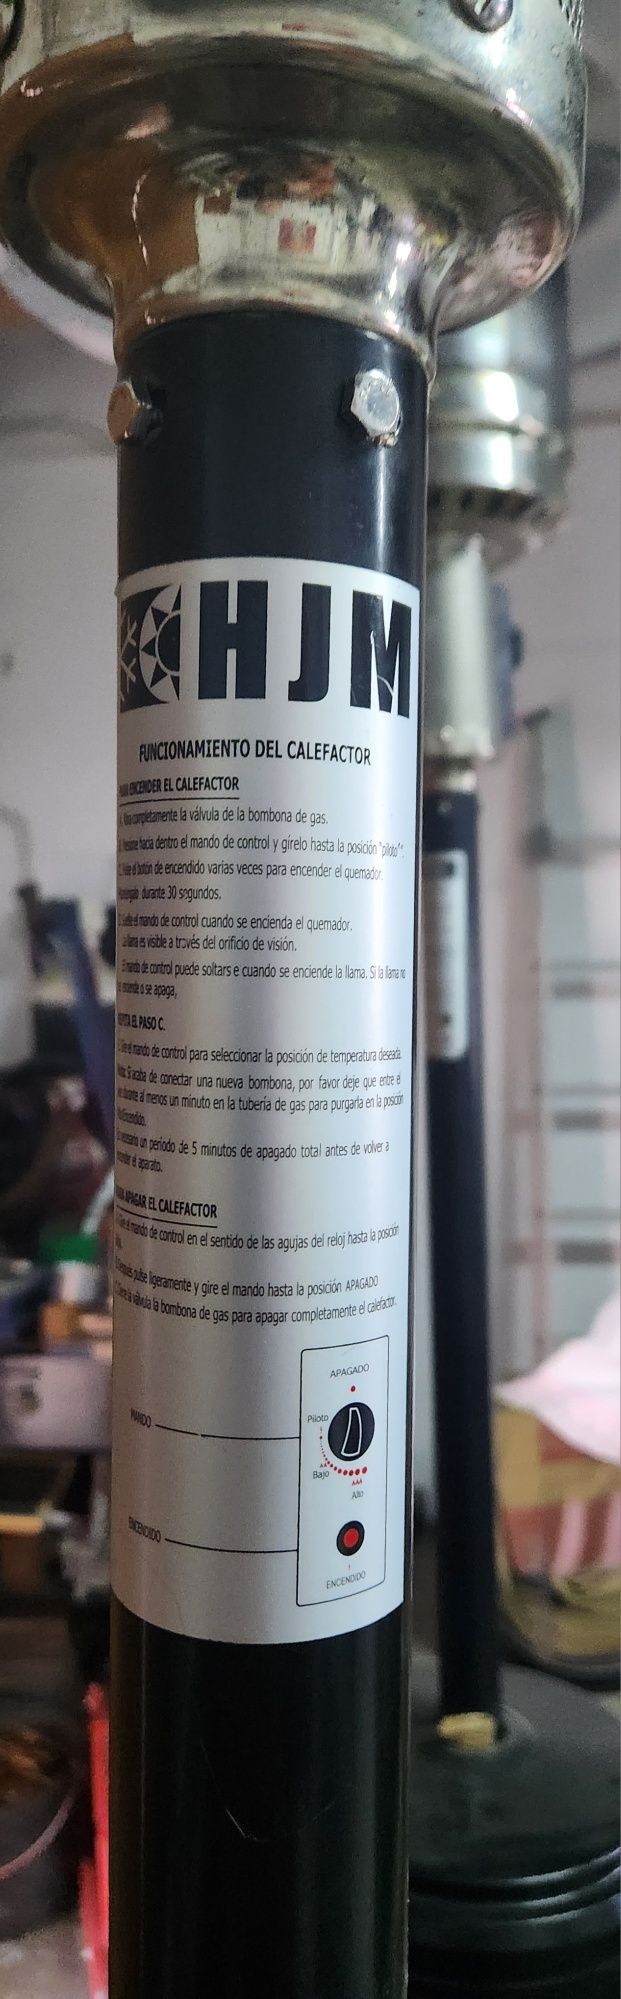 HJM
FUNCIONAMIENTO DEL CALEFACTOR
ENCENDER EL CALEFACTOR
completamente la válvula de la bombona de gas.
hacia dentro el mando de control y gírelo hasta la posición "piloto".
el botón de encendido varias veces para encender el quemador.
durante 30 segundos.
el mando de control cuando se encienda el quemador.
La llama es visible a través del orificio de visión.
El mando de control puede soltars e cuando se enciende la llama. Si la llama no
se enciende o se apaga,
EL PASO C.
el mando de control para seleccionar la posición de temperatura deseada.
Si acaba de conectar una nueva bombona, por favor deje que entre el
durante al menos un minuto en la tubería de gas para purgarla en la posición
un período de 5 minutos de apagado total antes de volver a
el aparato.
APAGAR EL CALEFACTOR
el mando de control en el sentido de las agujas del reloj hasta la posición
pulse ligeramente y gire el mando hasta la posición APAGADO
la válvula la bombona de gas para apagar completamente el calefactor.
APAGADO
Piloto
Bajo
Alto
MANDO
ENCENDIDO
ENCENDIDO